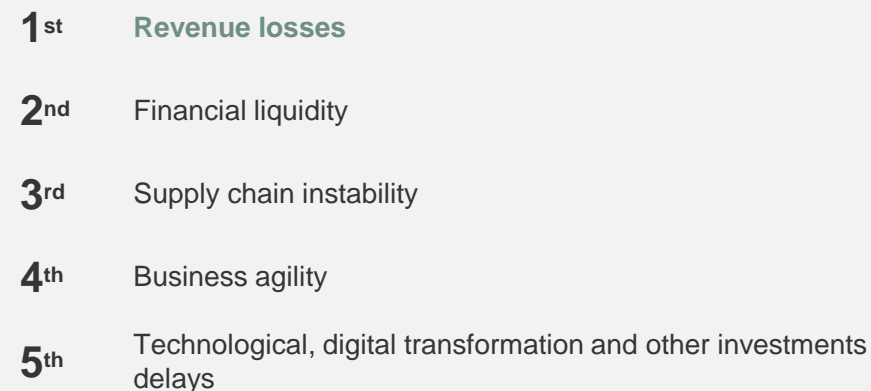 1st Revenue losses
2nd Financial liquidity
3rd Supply chain instability
4th Business agility
5th Technological, digital transformation and other investments
delays